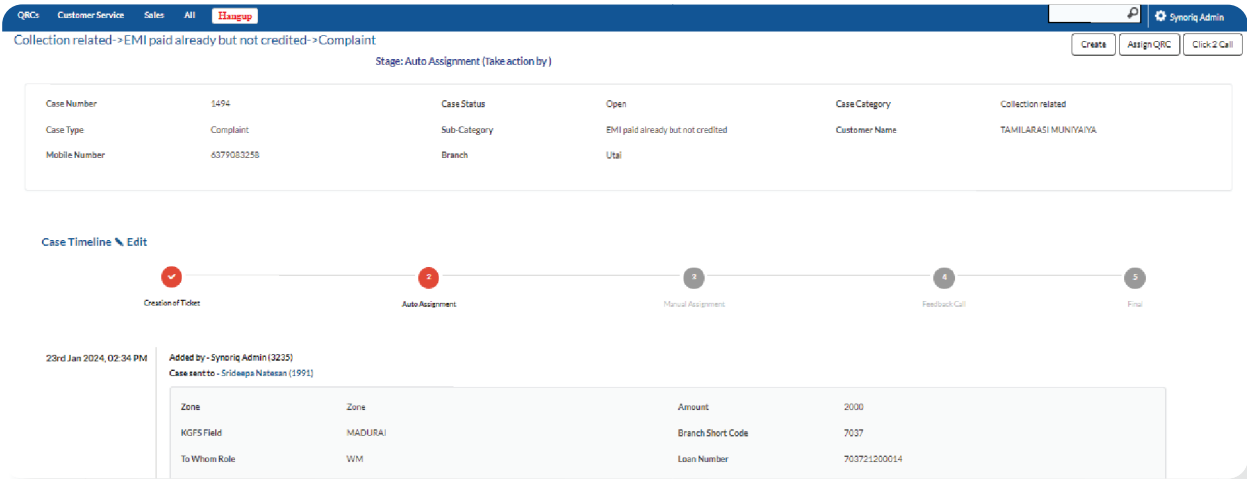 QRCs Customer Service Sales All Hangup Synoriq Admin
Collection related->EMI paid already but not credited->Complaint Create Assign QRC Click 2 Call
Stage: Auto Assignment (Take action by )
Case Number 1494 Case Status Open Case Category Collection related
Case Type Complaint Sub-Category EMI paid already but not credited Customer Name TAMILARASI MUNIYAIYA
Mobile Number 6379083258 Branch Utai
Case Timeline Edit
2 3 4 5
Creation of Ticket Auto Assignment Manual Assignment Feedback Call Final
23rd Jan 2024, 02:34 PM Added by - Synoriq Admin (3235)
Case sent to - Srideepa Natesan (1991)
Zone Zone Amount 2000
KGFS Field MADURAI Branch Short Code 7037
To Whom Role WM Loan Number 703721200014